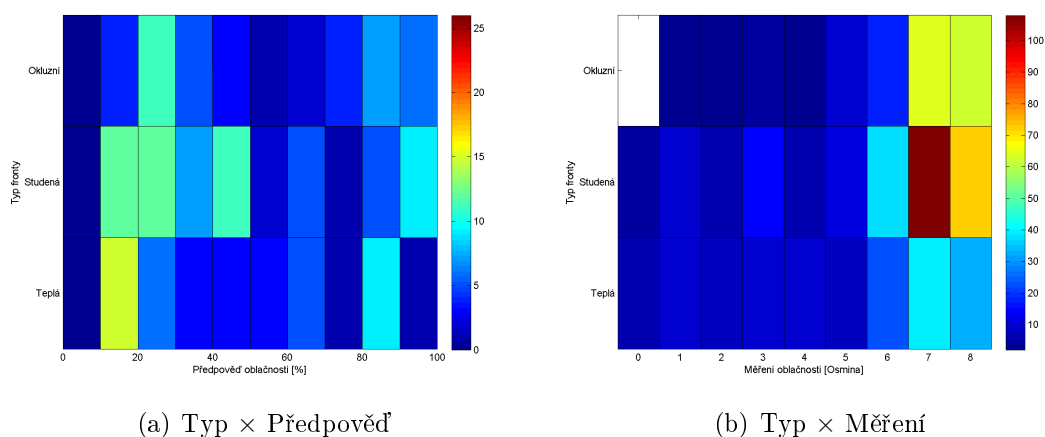 Typ fronty
Okluzní
Studená
Teplá
0 20 40 60 80 100
Předpověď oblačnosti [%]
25
20
15
10
5
0
(a) Typ × Předpověď
Typ fronty
Okluzní
Studená
Teplá
0 1 2 3 4 5 6 7 8
Měření oblačnosti [Osmina]
100
90
80
70
60
50
40
30
20
10
(b) Typ × Měření